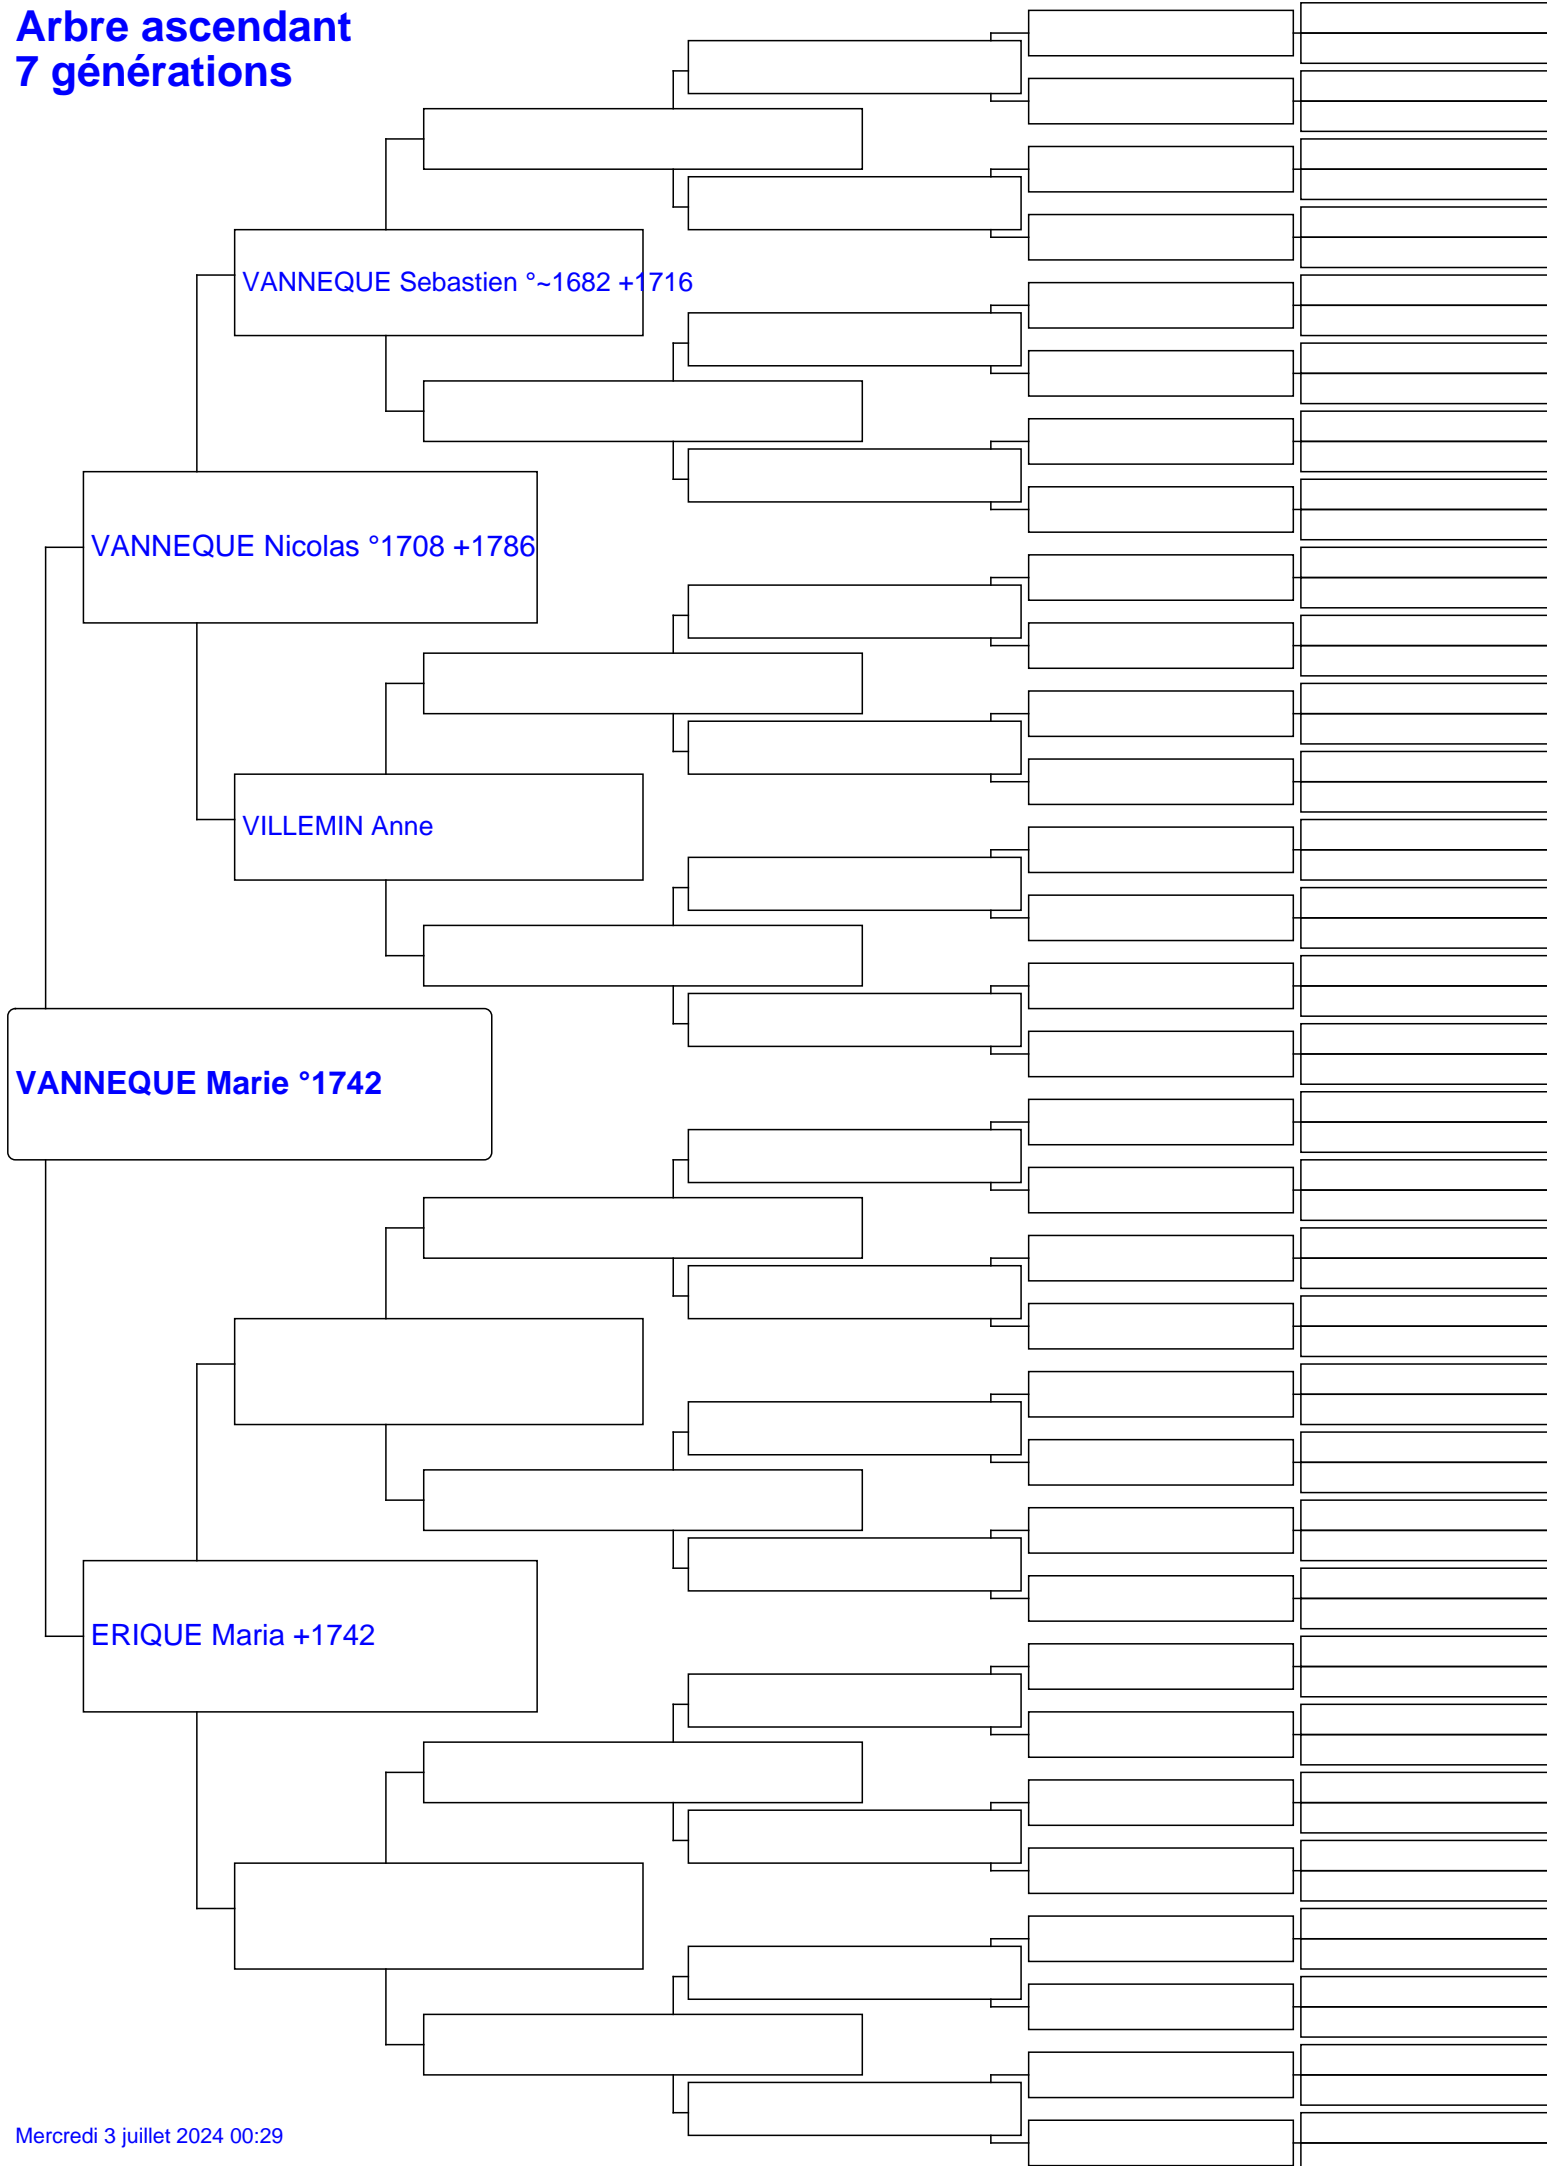 Arbre ascendant
7 générations
VANNEQUE Sebastien °~1682 +1716
VANNEQUE Nicolas °1708 +1786
VILLEMIN Anne
VANNEQUE Marie °1742
ERIQUE Maria +1742
Mercredi 3 juillet 2024 00:29